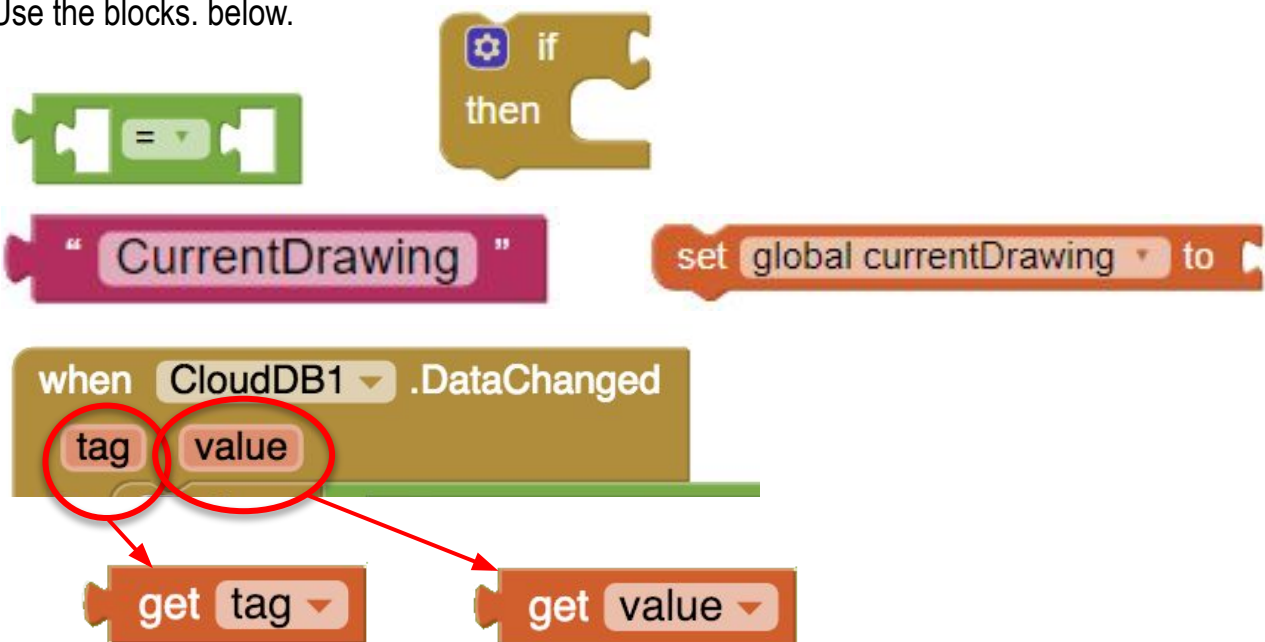 Use the blocks. below.
if
then
=
“ CurrentDrawing ”
set global currentDrawing to
when CloudDB1 .DataChanged
tag value
get tag
get value